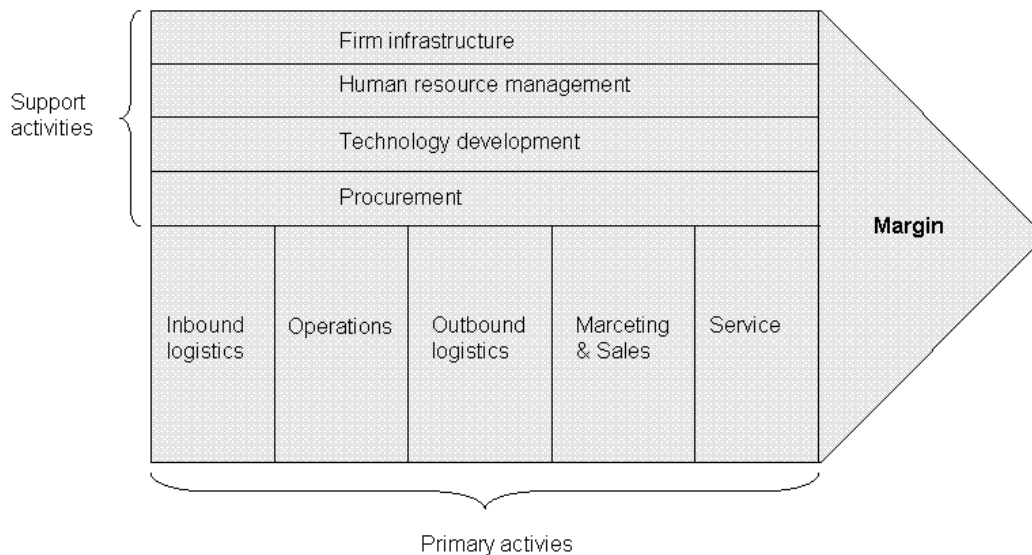 Firm infrastructure
Human resource management
Support
activities
Technology development
Procurement
Margin
Inbound
logistics
Operations
Outbound
logistics
Marceting
& Sales
Service
Primary activies